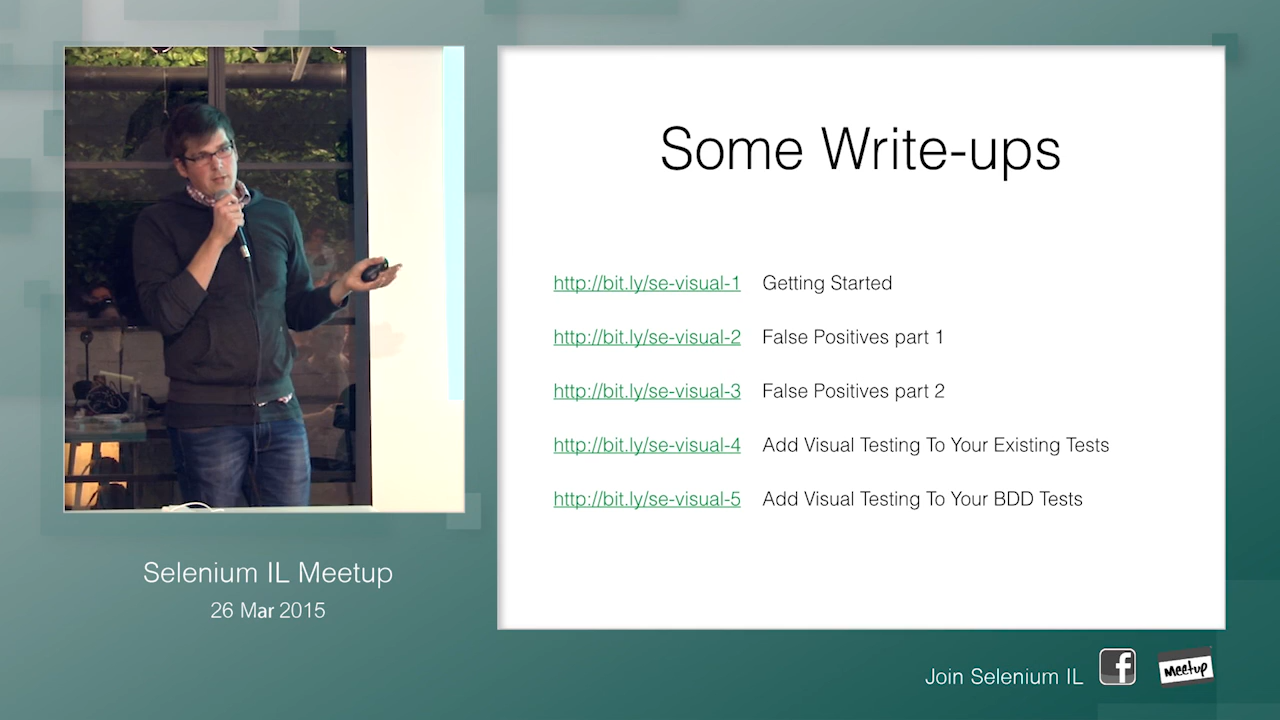 Some Write-ups
http://bit.ly/se-visual-1 Getting Started
http://bit.ly/se-visual-2 False Positives part 1
http://bit.ly/se-visual-3 False Positives part 2
http://bit.ly/se-visual-4 Add Visual Testing To Your Existing Tests
http://bit.ly/se-visual-5 Add Visual Testing To Your BDD Tests
Selenium IL Meetup
26 Mar 2015
Join Selenium IL
Meetup